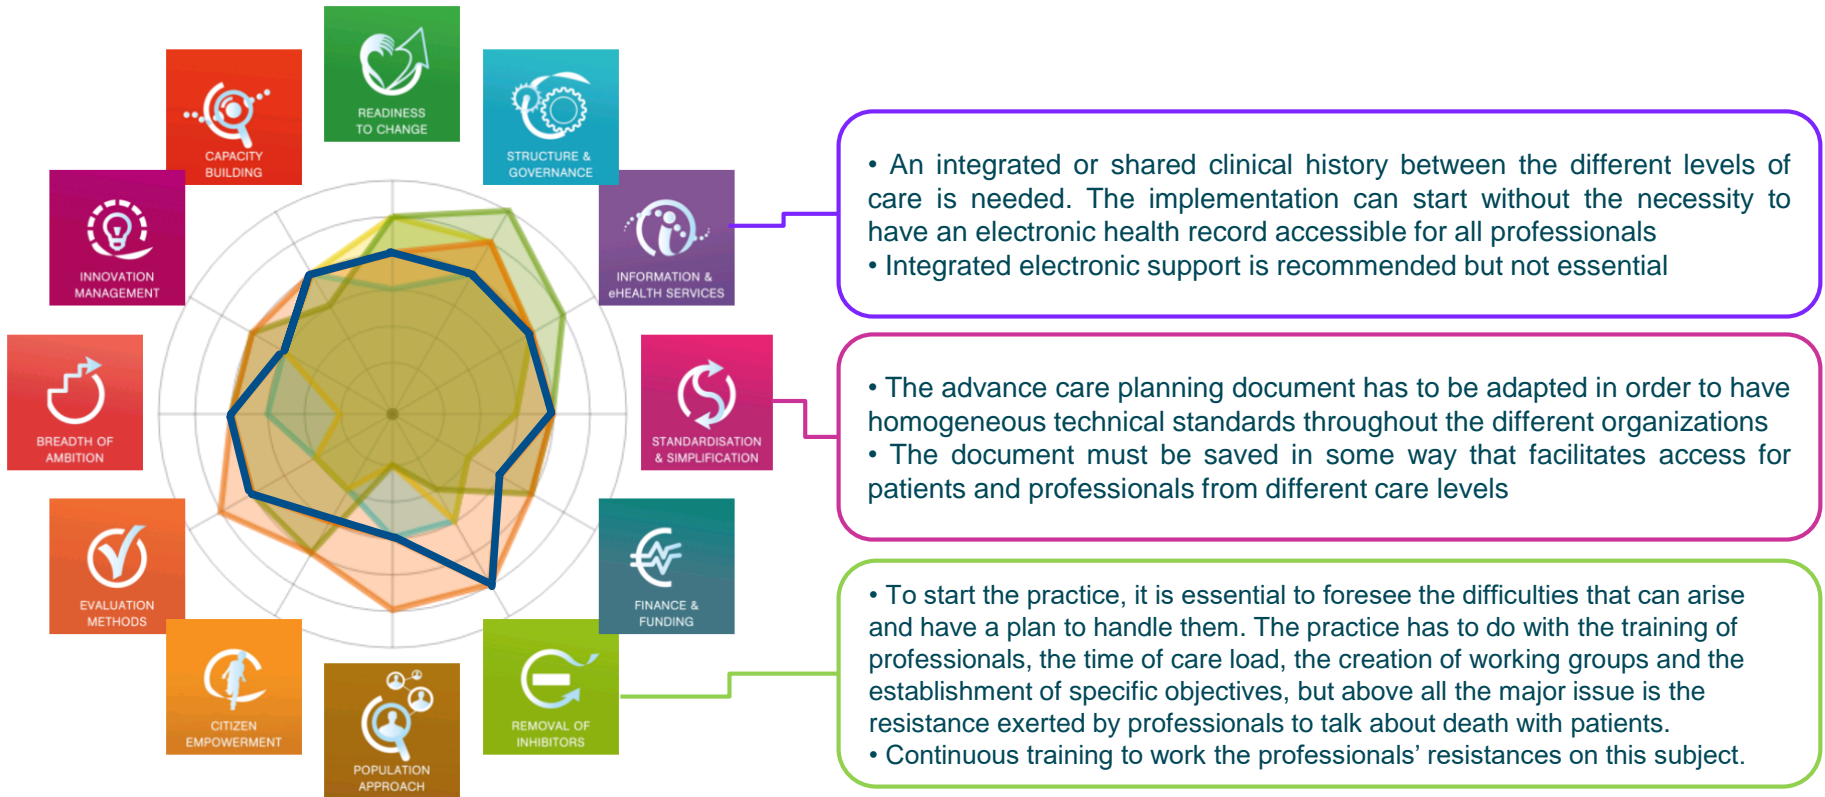 READINESS
TO CHANGE
CAPACITY
BUILDING
STRUCTURE &
GOVERNANCE
INNOVATION
MANAGEMENT
INFORMATION &
eHEALTH SERVICES
BREADTH OF
AMBITION
STANDARDISATION
& SIMPLIFICATION
EVALUATION
METHODS
FINANCE &
FUNDING
CITIZEN
EMPOWERMENT
REMOVAL OF
INHIBITORS
POPULATION
APPROACH
• An integrated or shared clinical history between the different levels of
care is needed. The implementation can start without the necessity to
have an electronic health record accessible for all professionals
• Integrated electronic support is recommended but not essential
• The advance care planning document has to be adapted in order to have
homogeneous technical standards throughout the different organizations
• The document must be saved in some way that facilitates access for
patients and professionals from different care levels
• To start the practice, it is essential to foresee the difficulties that can arise
and have a plan to handle them. The practice has to do with the training of
professionals, the time of care load, the creation of working groups and the
establishment of specific objectives, but above all the major issue is the
resistance exerted by professionals to talk about death with patients.
• Continuous training to work the professionals’ resistances on this subject.